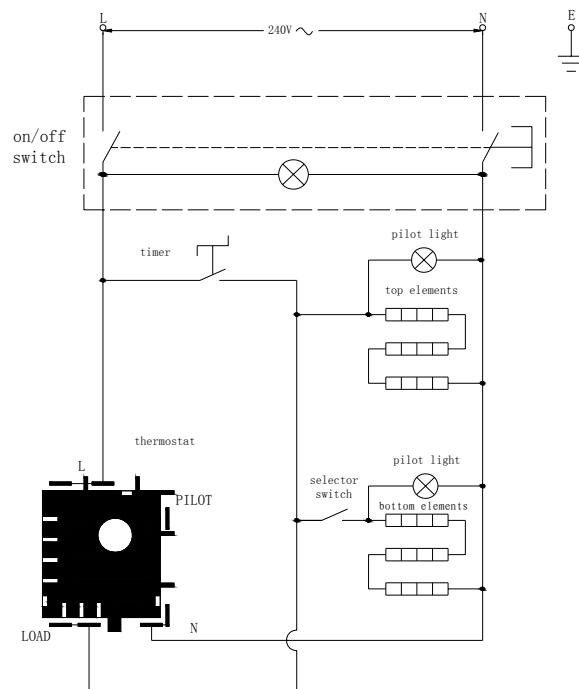 L
240V
N
E
on/off
switch
pilot light
timer
top elements
thermostat
L
pilot light
selector
switch
PILOT
bottom elements
N
LOAD